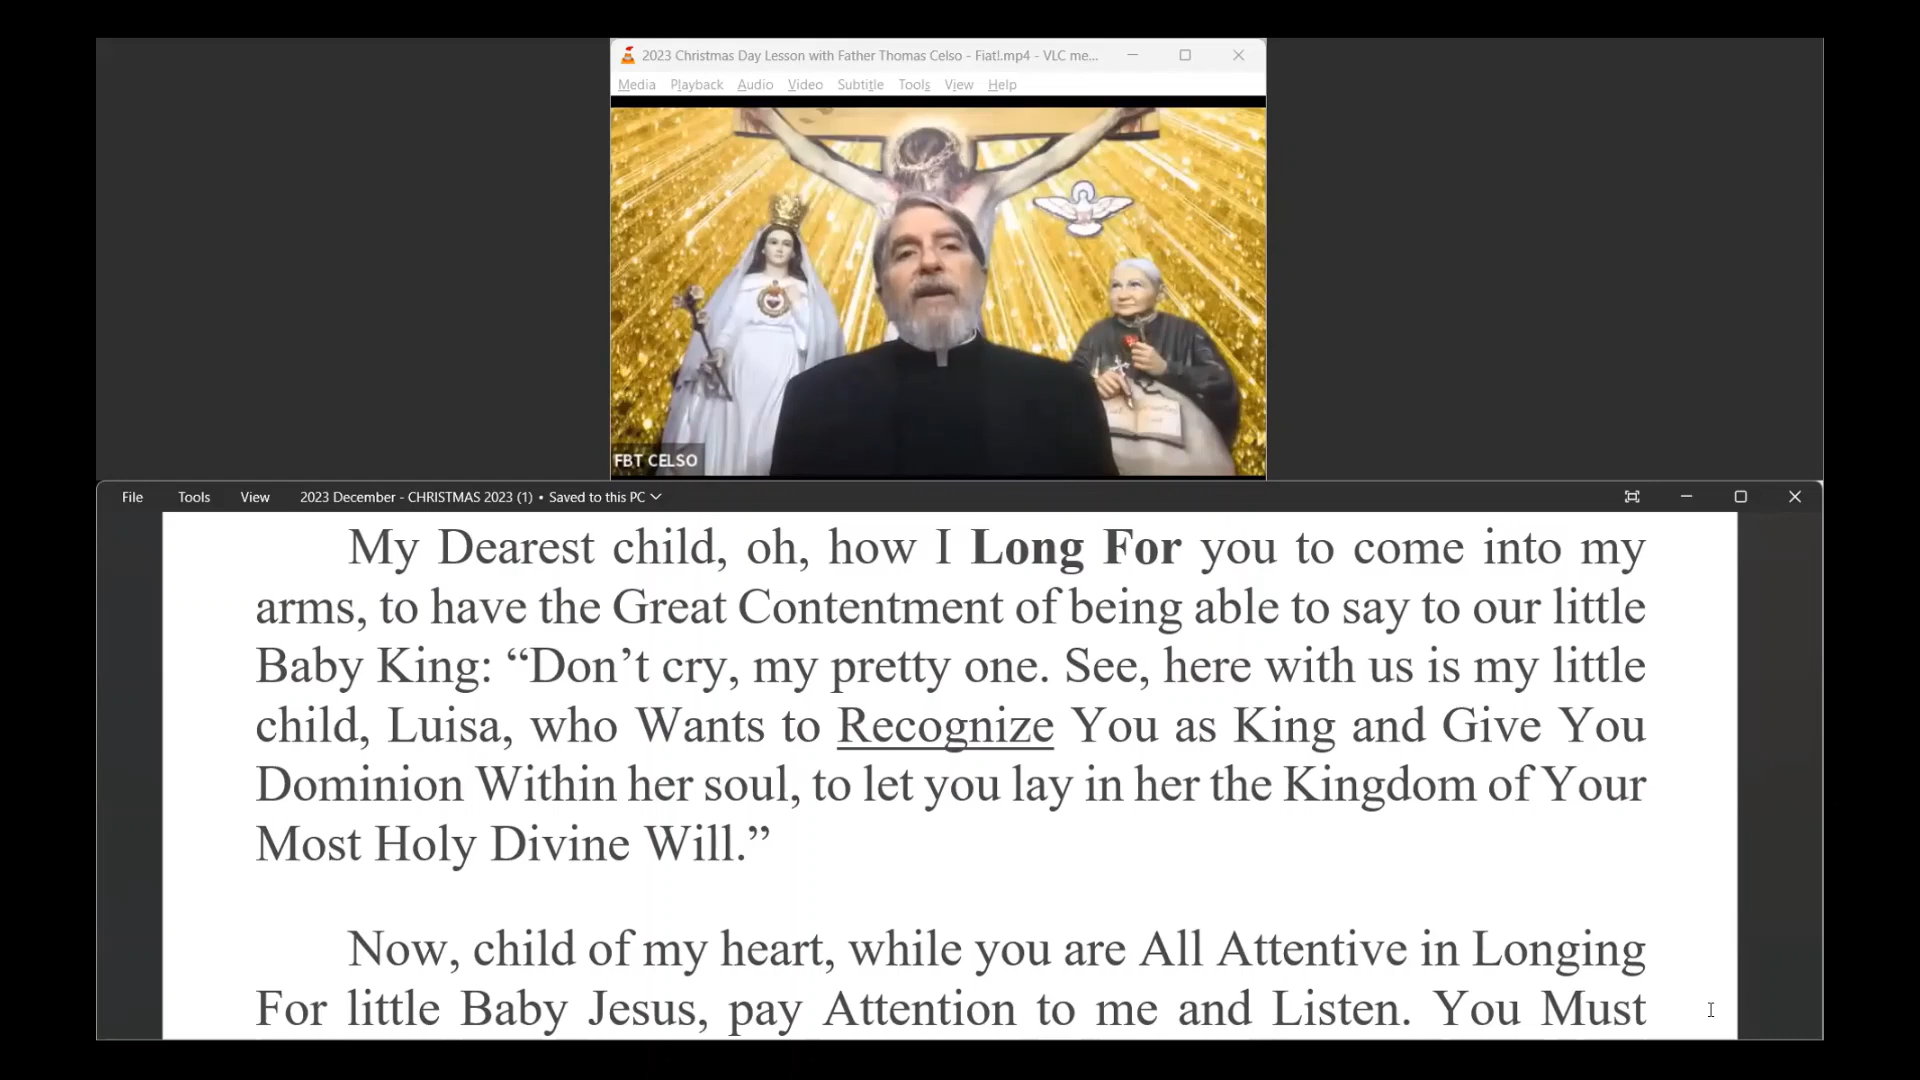 2023 Christmas Day Lesson with Father Thomas Celso - Fiat!.mp4 - VLC me...
Media Playback Audio Video Subtitle Tools View Help
FBT CELSO
File Tools View 2023 December - CHRISTMAS 2023 (1) • Saved to this PC
My Dearest child, oh, how I Long For you to come into my
arms, to have the Great Contentment of being able to say to our little
Baby King: “Don’t cry, my pretty one. See, here with us is my little
child, Luisa, who Wants to Recognize You as King and Give You
Dominion Within her soul, to let you lay in her the Kingdom of Your
Most Holy Divine Will.”
Now, child of my heart, while you are All Attentive in Longing
For little Baby Jesus, pay Attention to me and Listen. You Must